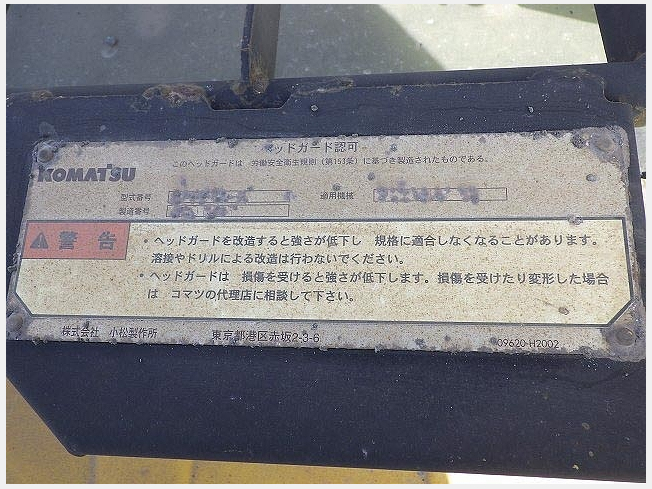 ヘッドガード認可
このヘッドガードは 労働安全衛生規則（第153条）に基づき製造されたものである。
KOMATSU
型式番号 適用機械
製造番号
警告
・ヘッドガードを改造すると強さが低下し 規格に適合しなくなることがあります。
溶接やドリルによる改造は行わないでください。
・ヘッドガードは 損傷を受けると強さが低下します。損傷を受けたり変形した場合
は コマツの代理店に相談して下さい。
株式会社 小松製作所 東京都港区赤坂2-3-6 09620-H2002